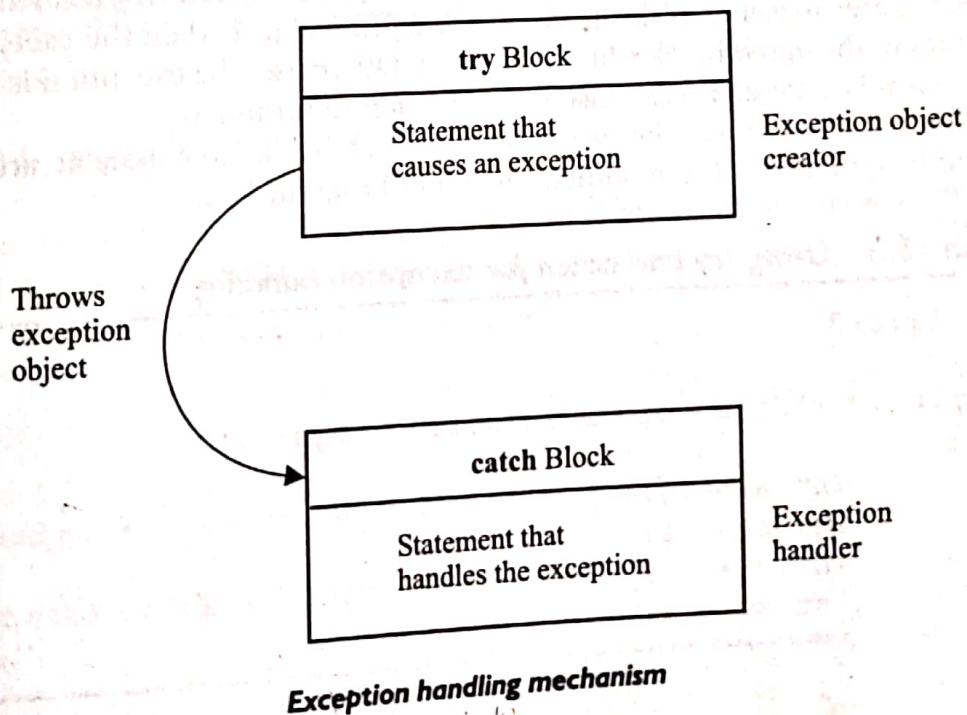 try Block
Statement that
causes an exception
Exception object
creator
Throws
exception
object
catch Block
Statement that
handles the exception
Exception
handler
Exception handling mechanism